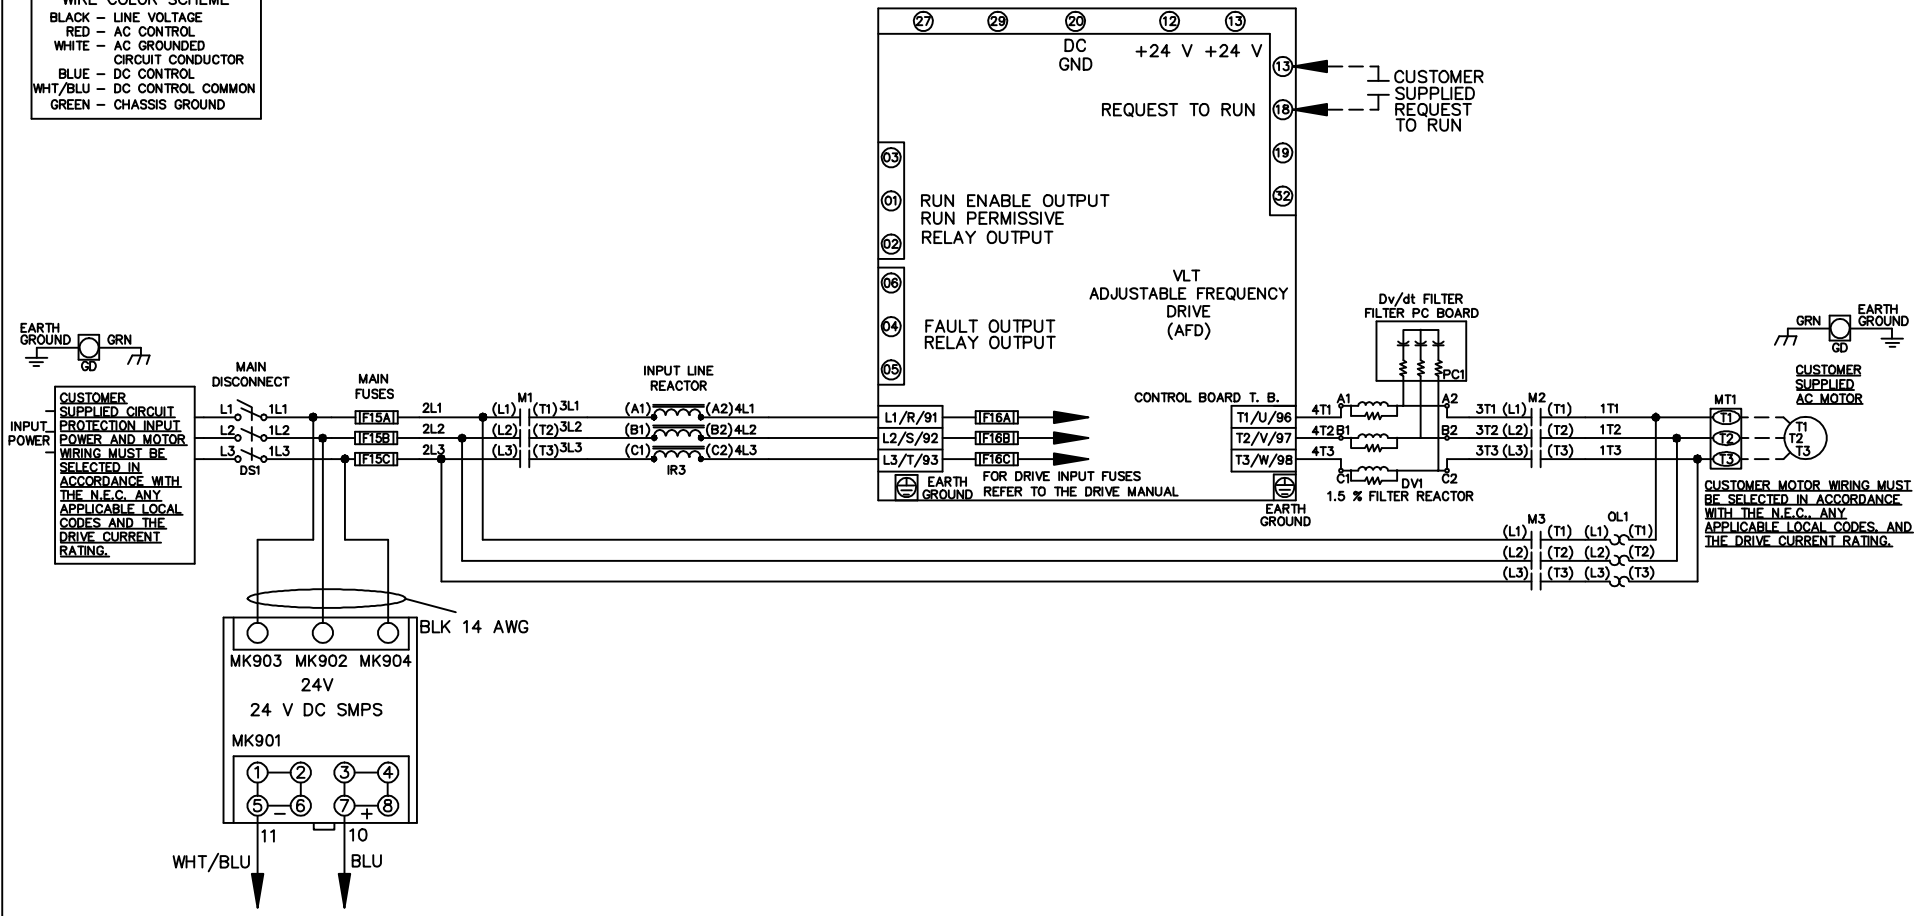 WIRE COLOR SCHEME
BLACK – LINE VOLTAGE
RED – AC CONTROL
WHITE – AC GROUNDED
CIRCUIT CONDUCTOR
BLUE – DC CONTROL
WHT/BLU – DC CONTROL COMMON
GREEN – CHASSIS GROUND
27
29
20
12
13
DC
GND
+24 V
+24 V
13
REQUEST TO RUN
18
19
32
CUSTOMER
SUPPLIED
REQUEST
TO RUN
03
01
02
RUN ENABLE OUTPUT
RUN PERMISSIVE
RELAY OUTPUT
06
04
05
FAULT OUTPUT
RELAY OUTPUT
VLT
ADJUSTABLE FREQUENCY
DRIVE
(AFD)
CONTROL BOARD T. B.
Dv/dt FILTER
FILTER PC BOARD
PC1
EARTH
GROUND
GRN
GD
INPUT
POWER
CUSTOMER
SUPPLIED CIRCUIT
PROTECTION INPUT
POWER AND MOTOR
WIRING MUST BE
SELECTED IN
ACCORDANCE WITH
THE N.E.C. ANY
APPLICABLE LOCAL
CODES AND THE
DRIVE CURRENT
RATING.
MAIN
DISCONNECT
L1 1L1
L2 1L2
L3 1L3
DS1
MAIN
FUSES
F15A
F15B
F15C
2L1
2L2
2L3
M1
(L1) (T1) 3L1
(L2) (T2) 3L2
(L3) (T3) 3L3
INPUT LINE
REACTOR
(A1) (A2) 4L1
(B1) (B2) 4L2
(C1) (C2) 4L3
IR3
L1/R/91
L2/S/92
L3/T/93
F16A
F16B
F16C
EARTH
GROUND
FOR DRIVE INPUT FUSES
REFER TO THE DRIVE MANUAL
T1/U/96
T2/V/97
T3/W/98
EARTH
GROUND
4T1 A1 A2
4T2 B1 B2
4T3 C1 C2
DV1
1.5 % FILTER REACTOR
M2
3T1 (L1) (T1) 1T1
3T2 (L2) (T2) 1T2
3T3 (L3) (T3) 1T3
MT1
T1
T2
T3
T1
T2
T3
GRN
GD
EARTH
GROUND
CUSTOMER
SUPPLIED
AC MOTOR
CUSTOMER MOTOR WIRING MUST
BE SELECTED IN ACCORDANCE
WITH THE N.E.C., ANY
APPLICABLE LOCAL CODES, AND
THE DRIVE CURRENT RATING.
M3 OL1
(L1) (T1) (L1) (T1)
(L2) (T2) (L2) (T2)
(L3) (T3) (L3) (T3)
BLK 14 AWG
MK903 MK902 MK904
24V
24 V DC SMPS
MK901
1 2 3 4
5 6 7 8
– +
11 10
WHT/BLU BLU